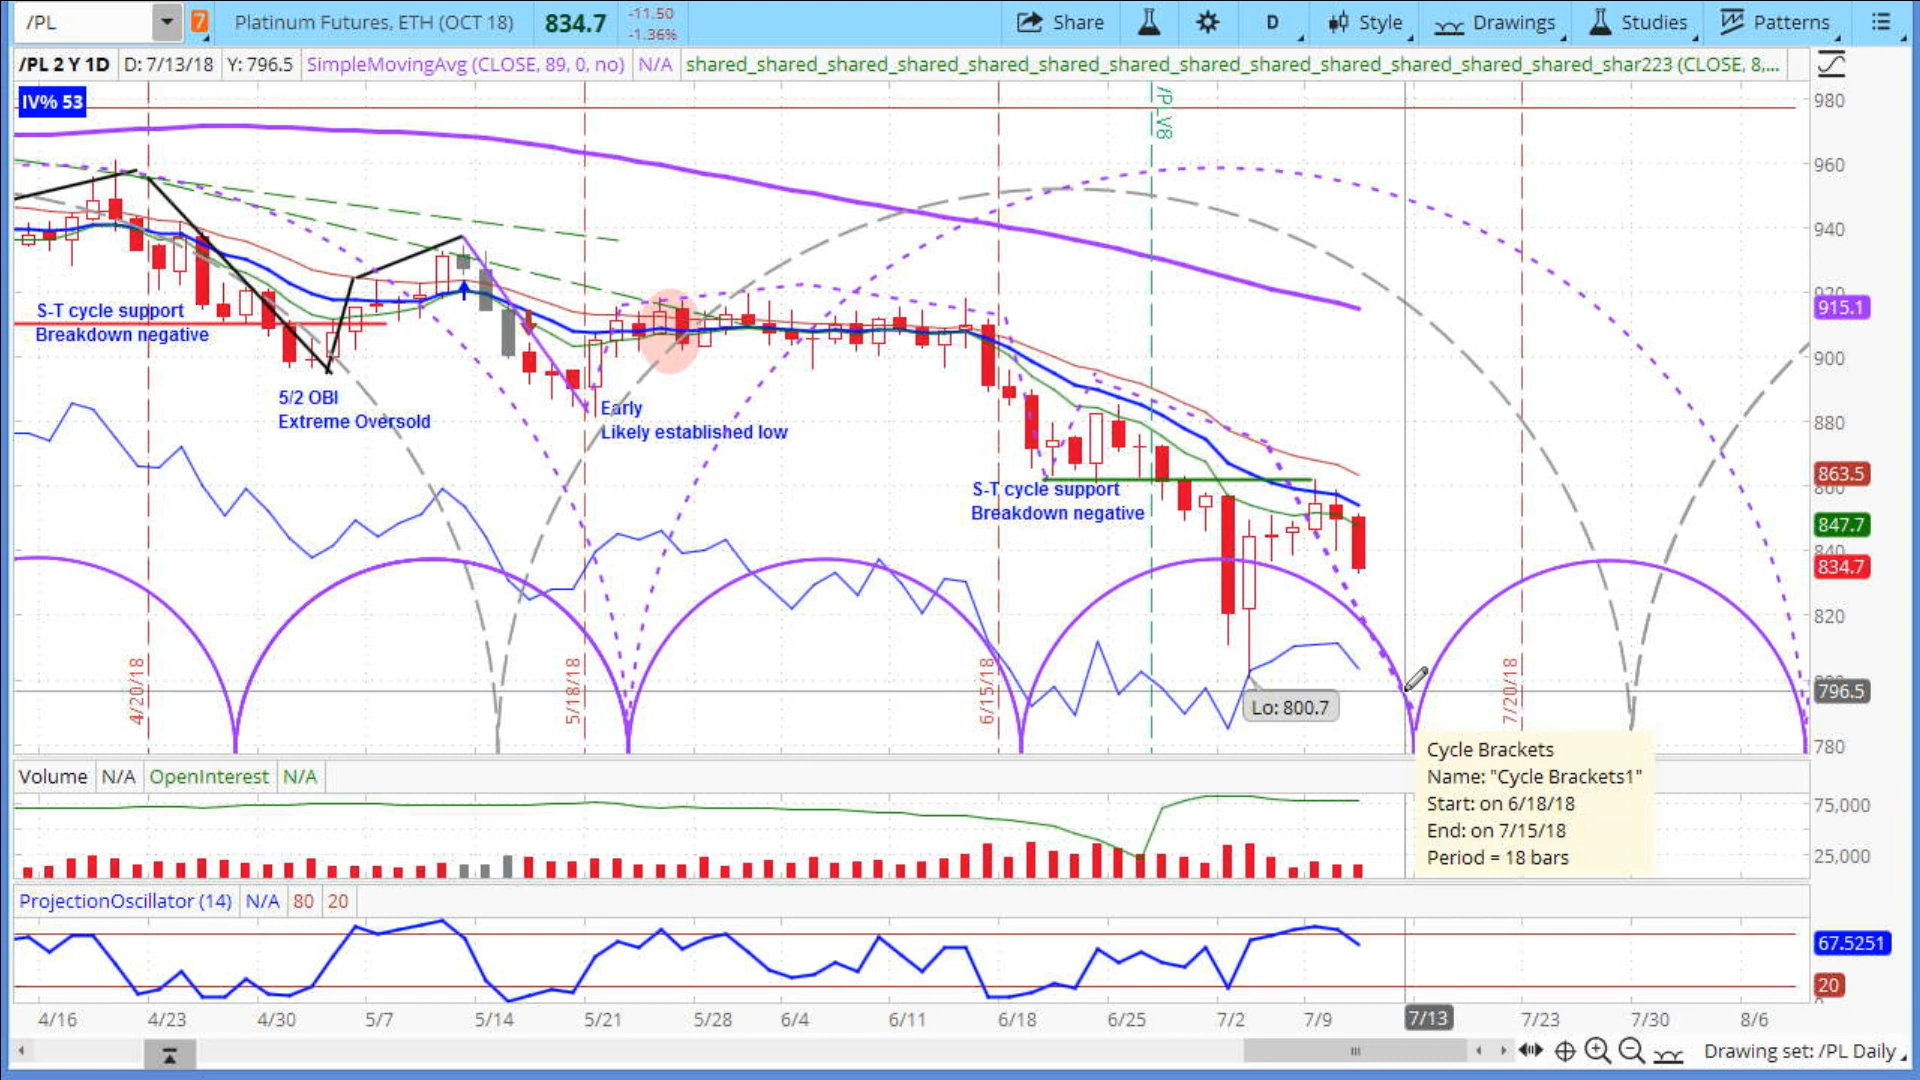 /PL 7 Platinum Futures, ETH (OCT 18) 834.7 -11.50 -1.36% Share D Style Drawings Studies Patterns
/PL 2 Y 1D D: 7/13/18 Y: 796.5 SimpleMovingAvg (CLOSE, 89, 0, no) N/A shared_shared_shared_shared_shared_shared_shared_shared_shared_shared_shared_shared_shar223 (CLOSE, 8,...
IV% 53
/PLV8
980
960
940
920
915.1
900
880
863.5
860
847.7
840
834.7
820
796.5
780
S-T cycle support
Breakdown negative
5/2 OBI
Extreme Oversold
Early
Likely established low
S-T cycle support
Breakdown negative
4/20/18
5/18/18
6/15/18
7/20/18
Lo: 800.7
Cycle Brackets
Name: "Cycle Brackets1"
Start: on 6/18/18
End: on 7/15/18
Period = 18 bars
Volume N/A OpenInterest N/A
75,000
25,000
ProjectionOscillator (14) N/A 80 20
67.5251
20
4/16 4/23 4/30 5/7 5/14 5/21 5/28 6/4 6/11 6/18 6/25 7/2 7/9 7/13 7/23 7/30 8/6
Drawing set: /PL Daily